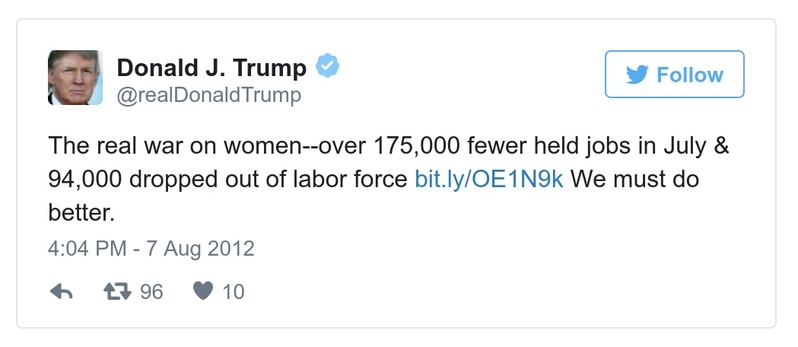 Donald J. Trump
@realDonaldTrump
Follow
The real war on women--over 175,000 fewer held jobs in July &
94,000 dropped out of labor force bit.ly/OE1N9k We must do
better.
4:04 PM - 7 Aug 2012
96 10